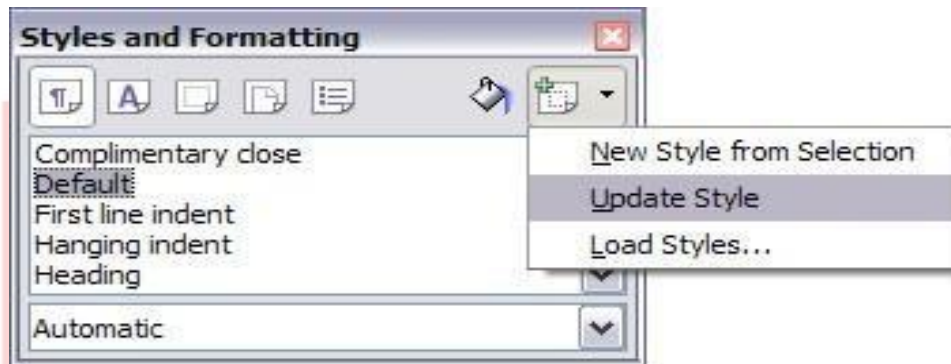 Styles and Formatting
Complimentary close
Default
First line indent
Hanging indent
Heading
Automatic
New Style from Selection
Update Style
Load Styles...